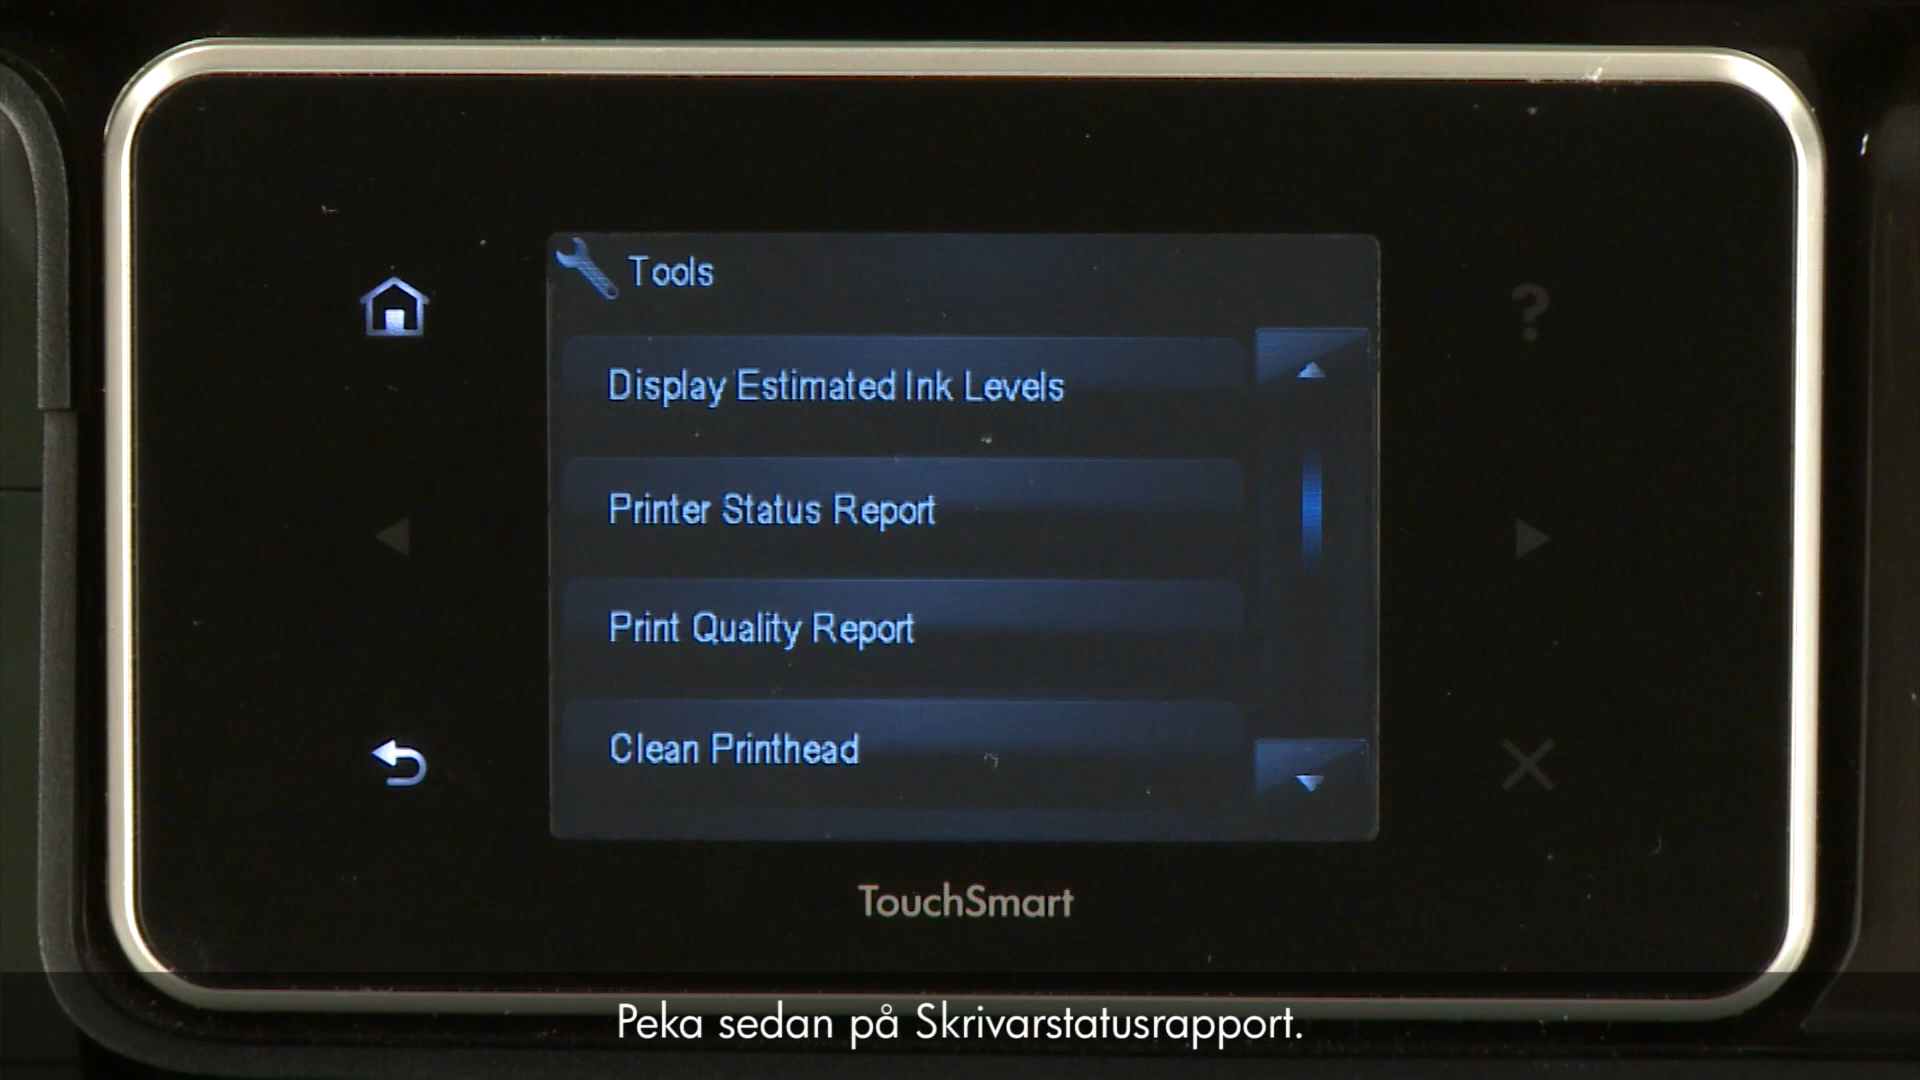 Tools
Display Estimated Ink Levels
Printer Status Report
Print Quality Report
Clean Printhead
?
TouchSmart
Peka sedan på Skrivarstatusrapport.